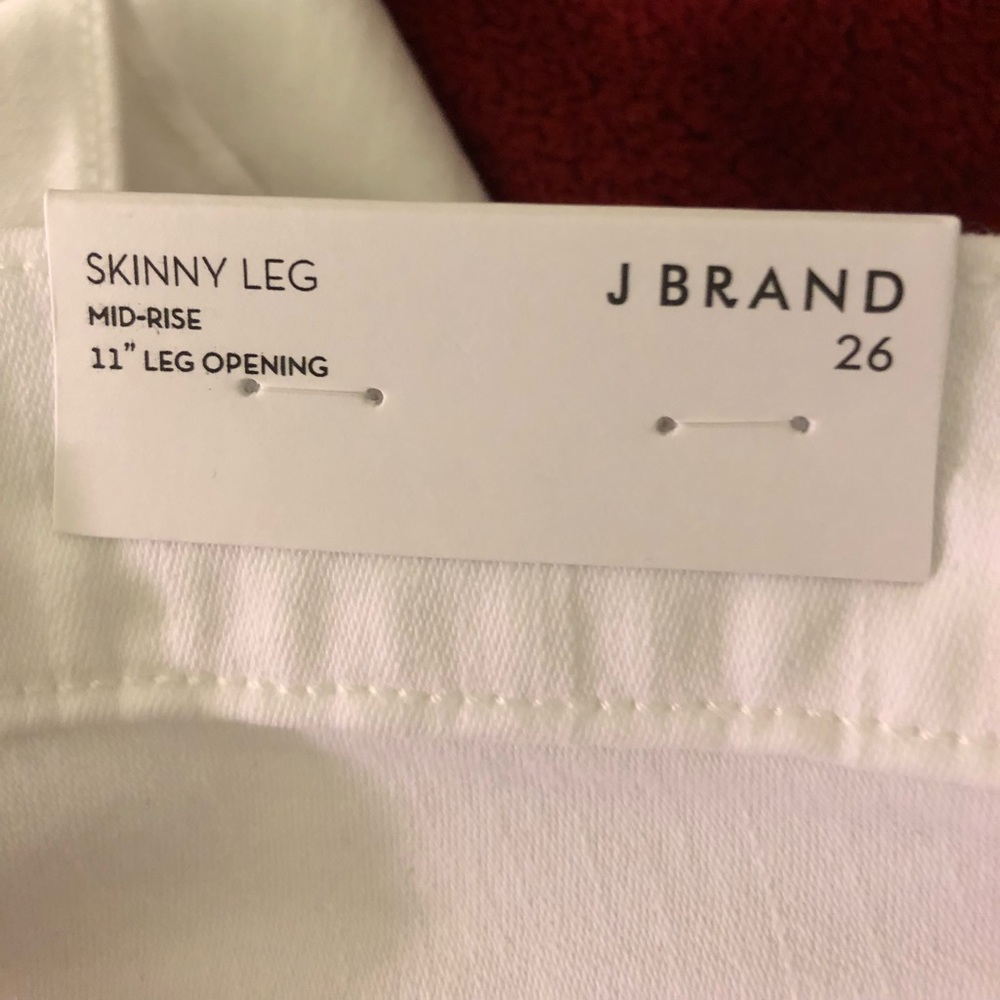 SKINNY LEG
MID-RISE
11" LEG OPENING
J BRAND
26